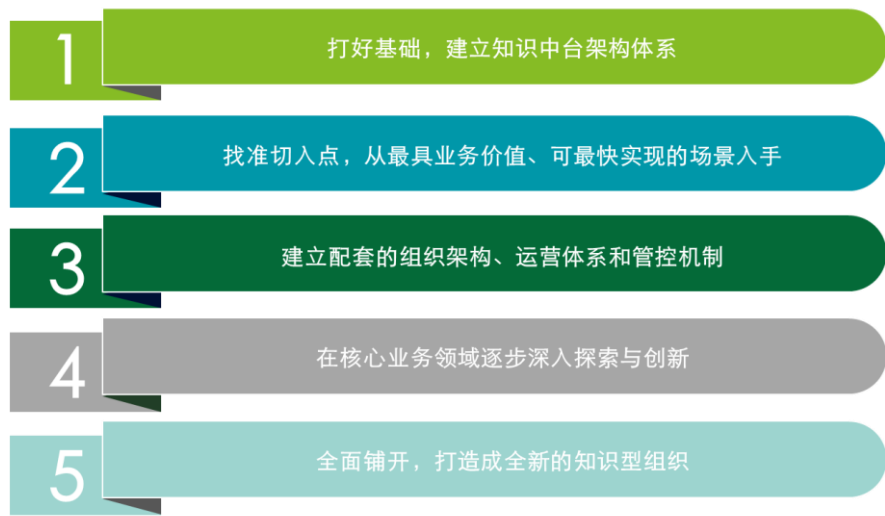 1
打好基础，建立知识中台架构体系
2
找准切入点，从最具业务价值、可最快实现的场景入手
3
建立配套的组织架构、运营体系和管控机制
4
在核心业务领域逐步深入探索与创新
5
全面铺开，打造成全新的知识型组织